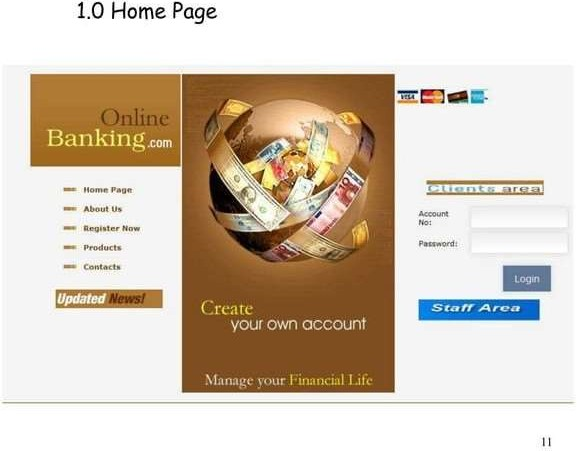 1.0 Home Page
Online
Banking.com
Home Page
About Us
Register Now
Products
Contacts
Updated News!
Create
your own account
Manage your Financial Life
VISA
Clients area
Account
No:
Password:
Login
Staff Area
11